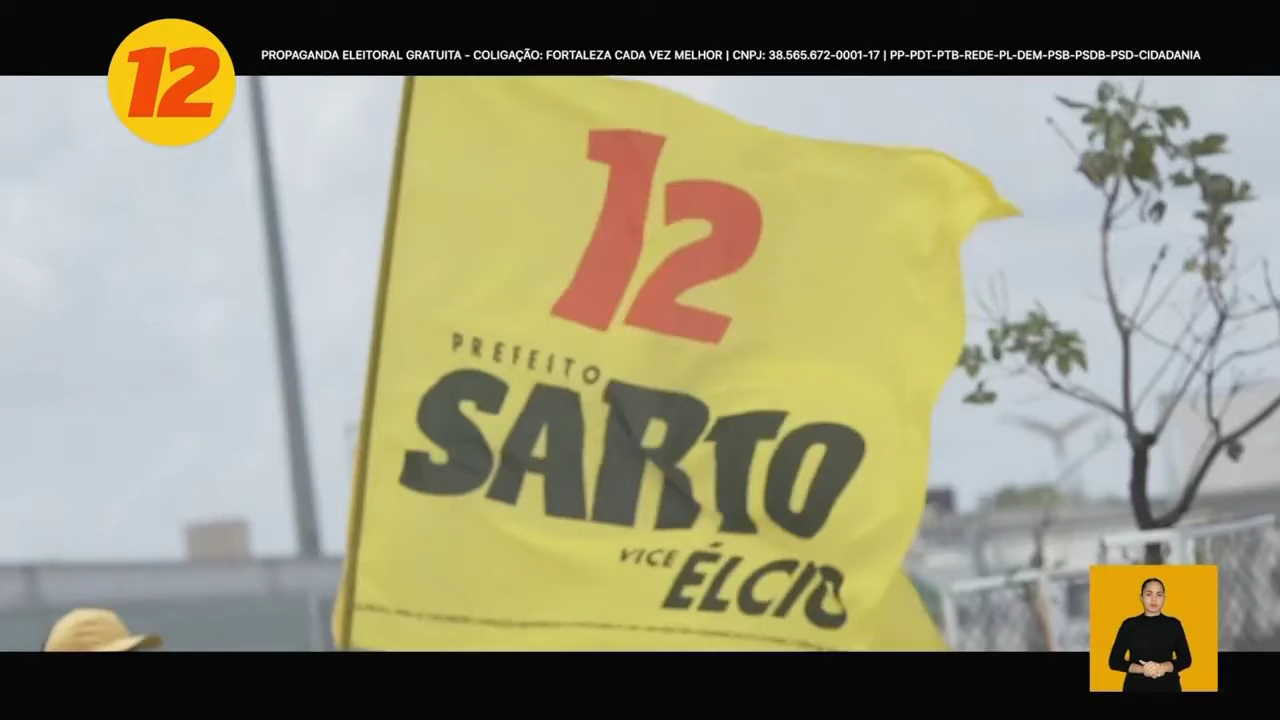 12
PROPAGANDA ELEITORAL GRATUITA - COLIGAÇÃO: FORTALEZA CADA VEZ MELHOR | CNPJ: 38.565.672-0001-17 | PP-PDT-PTB-REDE-PL-DEM-PSB-PSDB-PSD-CIDADANIA
12
PREFEITO
SARTO
VICE ÉLCIO